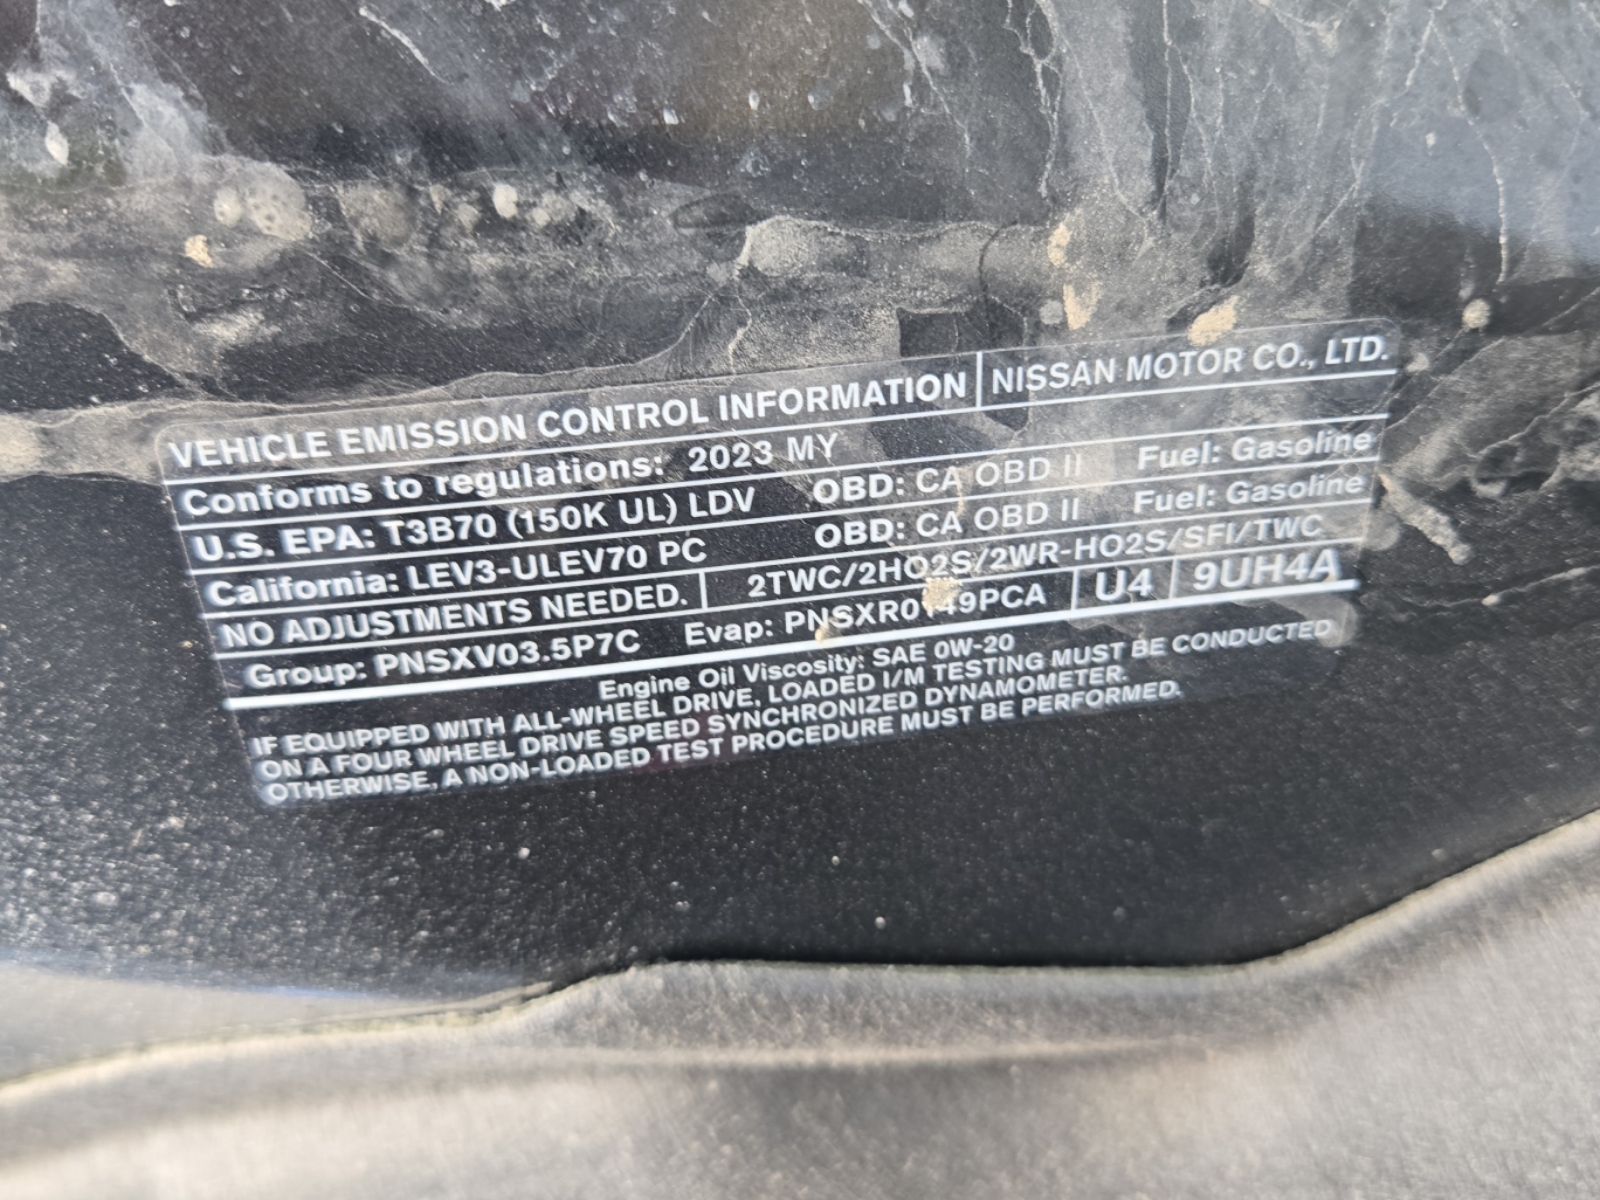 VEHICLE EMISSION CONTROL INFORMATION NISSAN MOTOR CO., LTD.
Conforms to regulations: 2023 MY
U.S. EPA: T3B70 (150K UL) LDV OBD: CA OBD II Fuel: Gasoline
California: LEV3-ULEV70 PC OBD: CA OBD II Fuel: Gasoline
NO ADJUSTMENTS NEEDED. 2TWC/2HO2S/2WR-HO2S/SFI/TWC
Group: PNSXV03.5P7C Evap: U4 9UH4A
Engine Oil Viscosity: SAE 0W-20
IF EQUIPPED WITH ALL-WHEEL DRIVE, LOADED I/M TESTING MUST BE CONDUCTED
ON A FOUR WHEEL DRIVE SPEED SYNCHRONIZED DYNAMOMETER.
OTHERWISE, A NON-LOADED TEST PROCEDURE MUST BE PERFORMED.